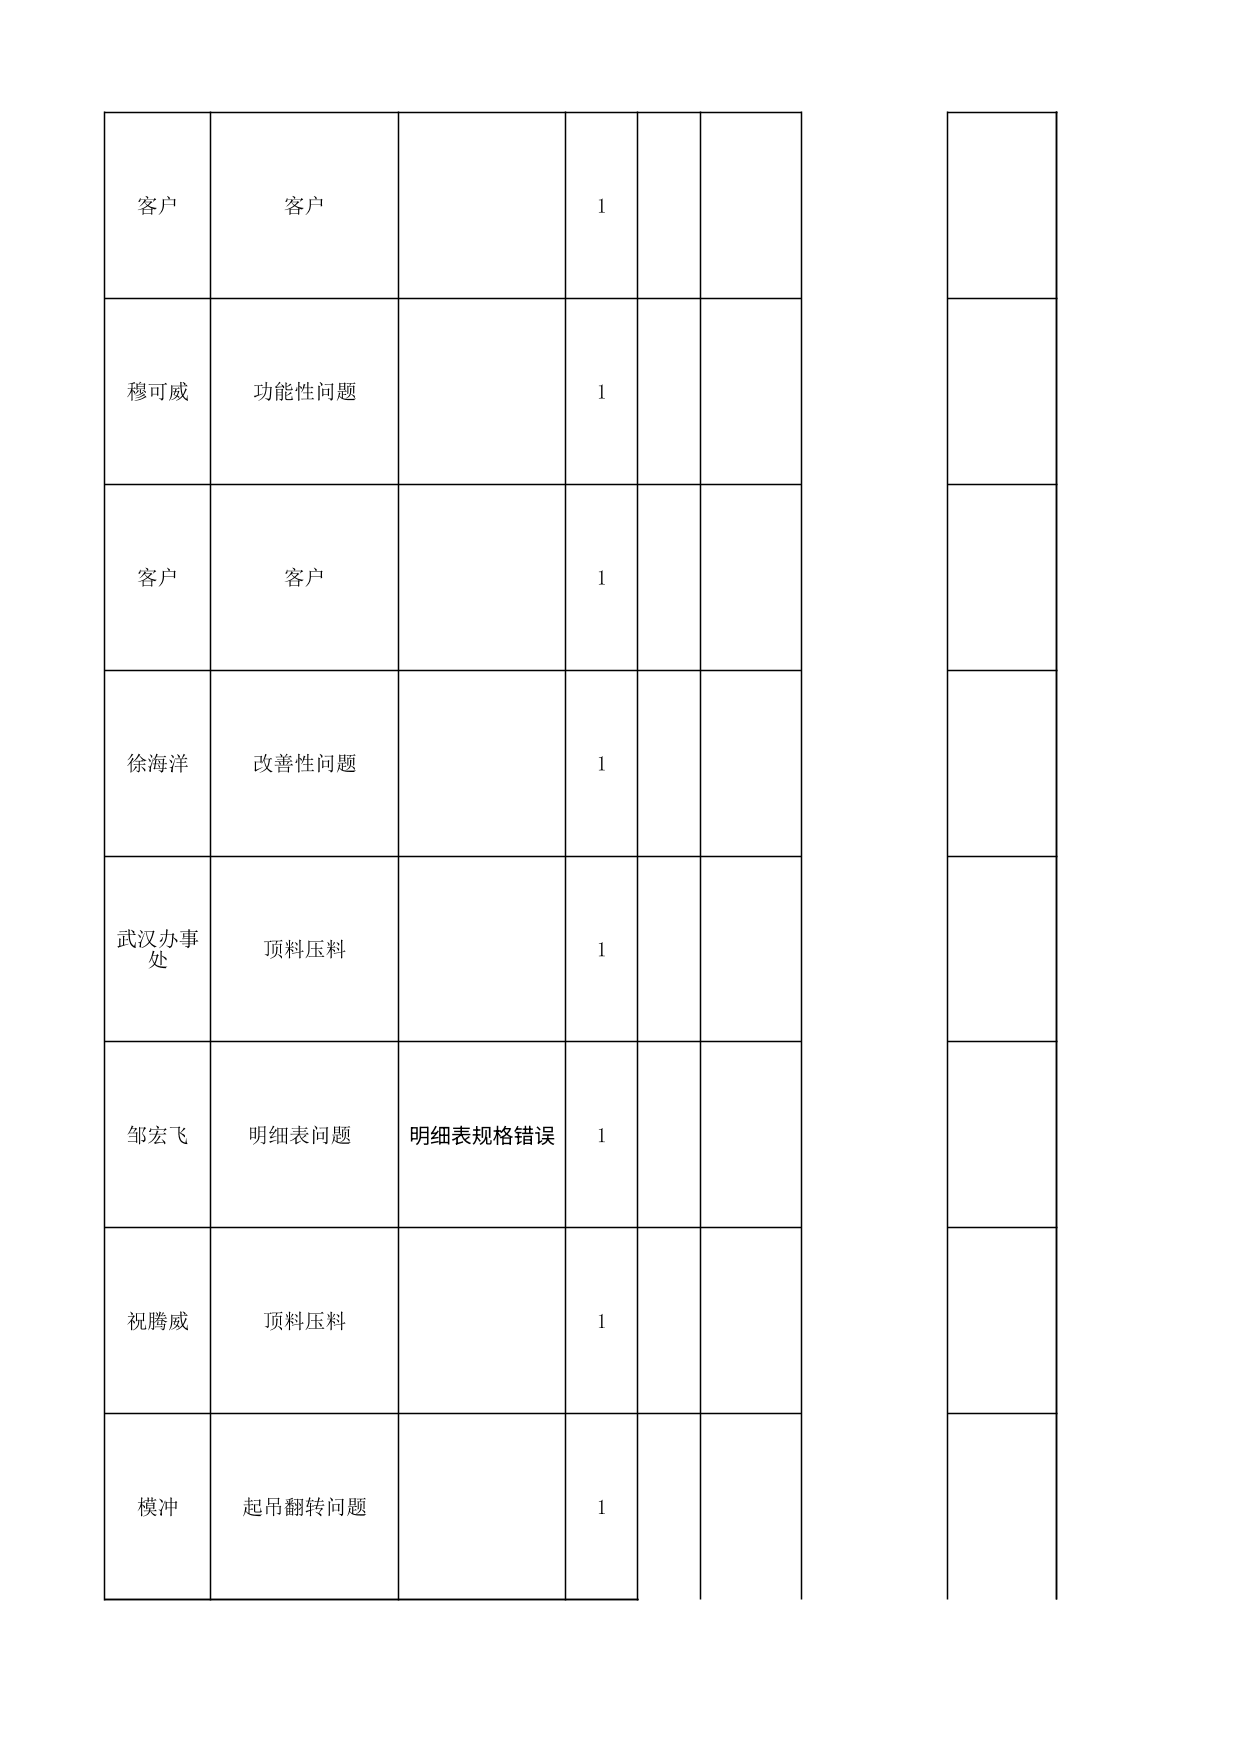 客户 客户 1
穆可威 功能性问题 1
客户 客户 1
徐海洋 改善性问题 1
武汉办事
处 顶料压料 1
邹宏飞 明细表问题 明细表规格错误 1
祝腾威 顶料压料 1
模冲 起吊翻转问题 1